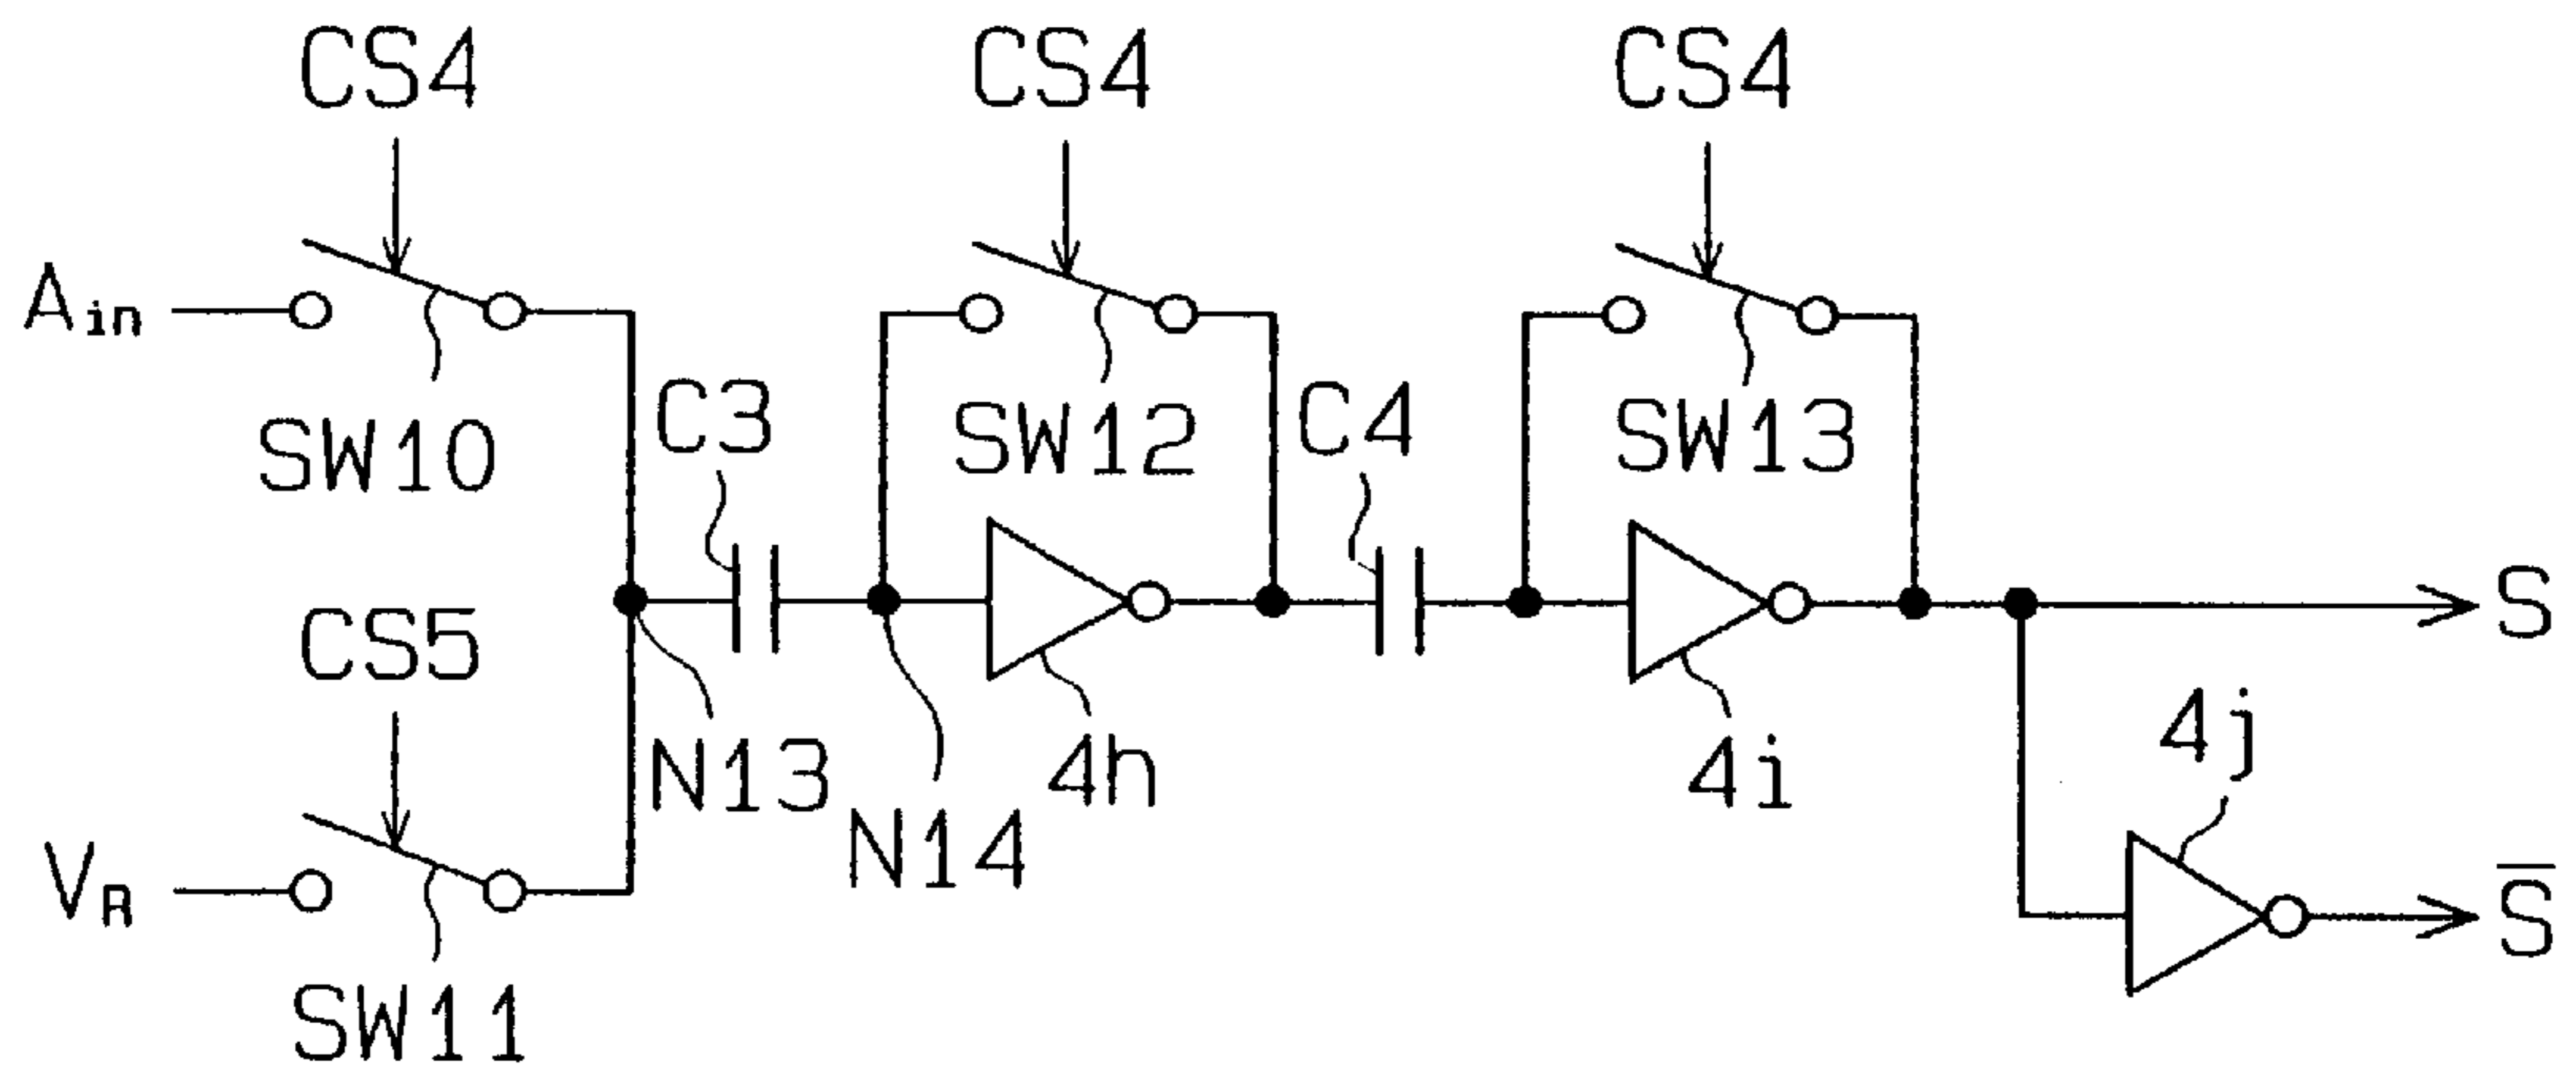 CS4 CS4 CS4
Ain
SW10 C3 SW12 C4 SW13
CS5 S
N13 4h 4i 4j
N14
VR S̅
SW11